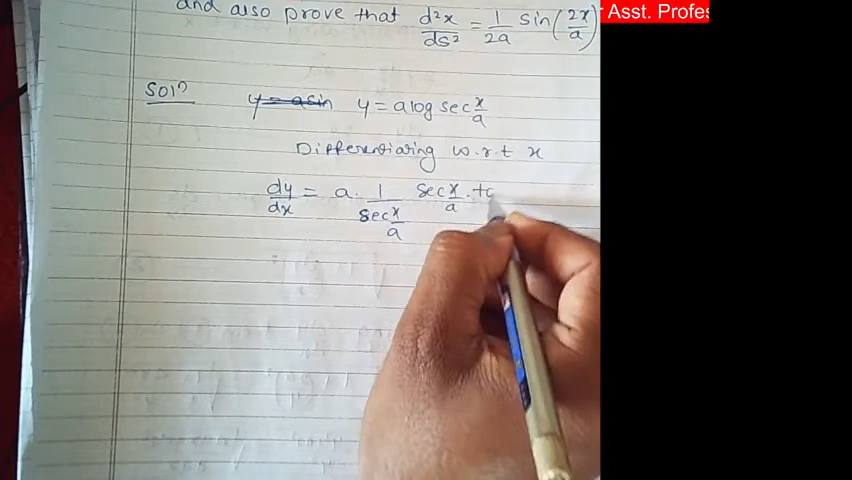 and also prove that d²x/ds² = 1/2a sin(2x/a)
Asst. Profes
Solⁿ y = a sin y = a log sec x/a
Differentiating w.r.t x
dy/dx = a. 1/sec x/a sec x/a . ta